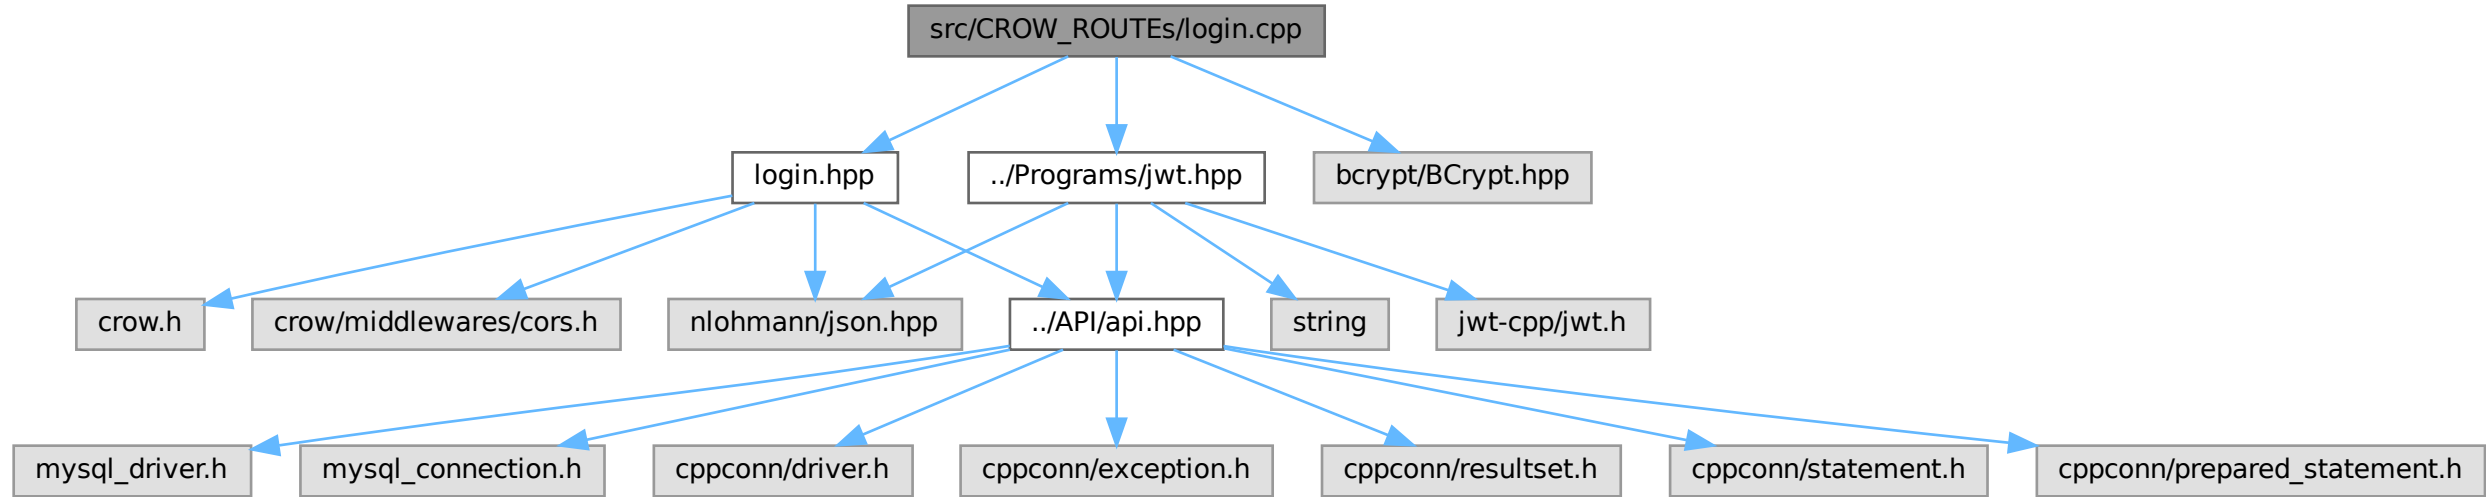 src/CROW_ROUTEs/login.cpp
login.hpp
../Programs/jwt.hpp
bcrypt/BCrypt.hpp
crow.h
crow/middlewares/cors.h
nlohmann/json.hpp
../API/api.hpp
string
jwt-cpp/jwt.h
mysql_driver.h
mysql_connection.h
cppconn/driver.h
cppconn/exception.h
cppconn/resultset.h
cppconn/statement.h
cppconn/prepared_statement.h